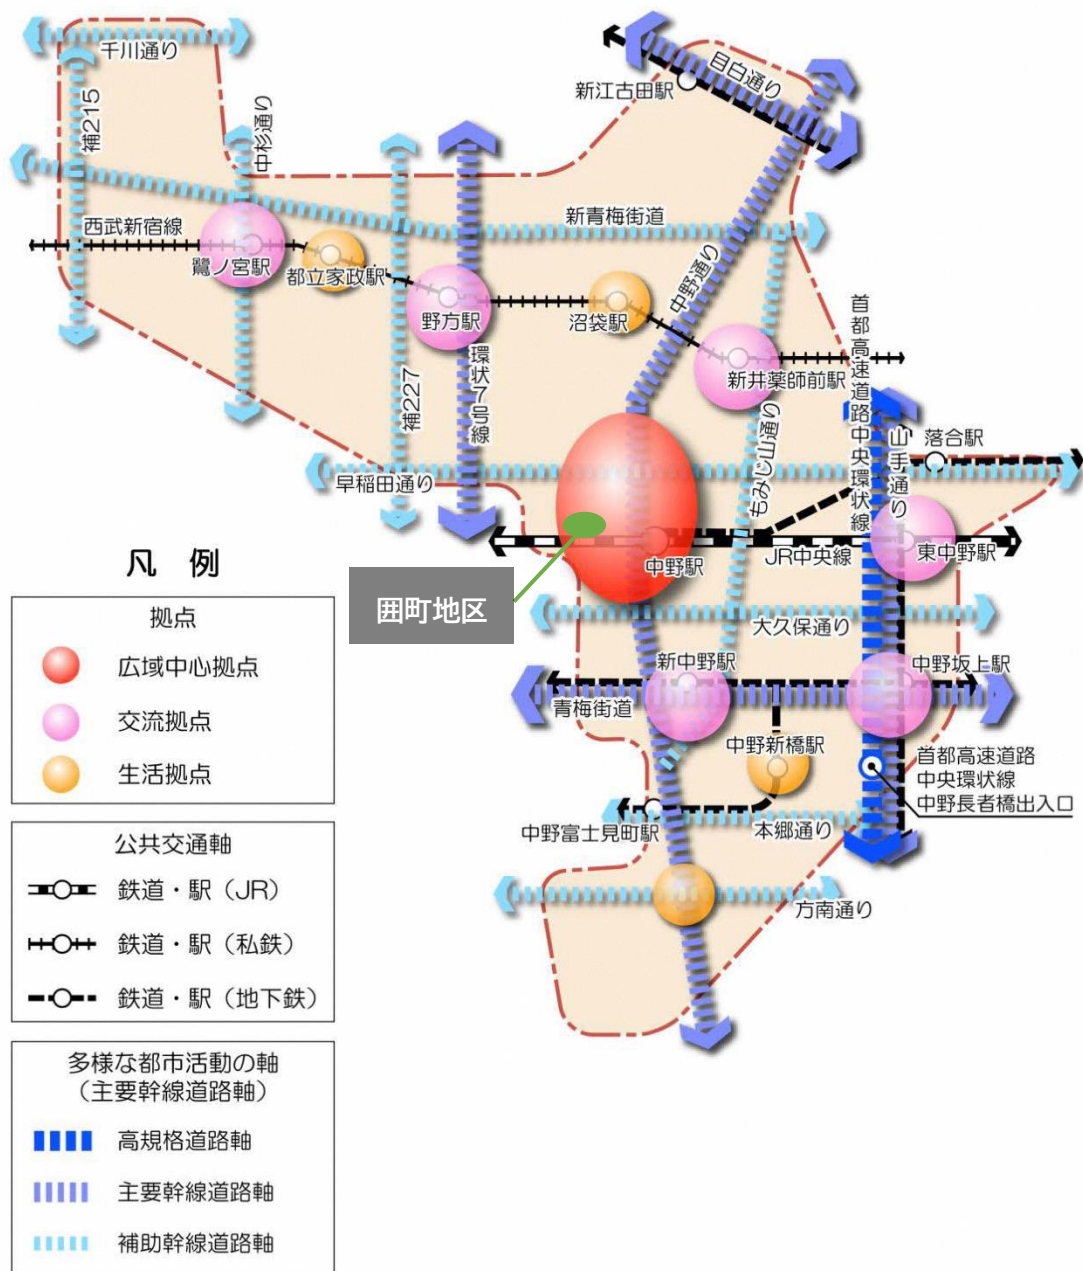 千川通り
補215
中杉通り
新江古田駅
目白通り
西武新宿線
鷺ノ宮駅
都立家政駅
新青梅街道
野方駅
沼袋駅
中野通り
新井薬師前駅
首都高速道路中央環状線
環状7号線
補227
もみじ山通り
山手通り
落合駅
早稲田通り
中野駅
JR中央線
東中野駅
囲町地区
大久保通り
新中野駅
中野坂上駅
青梅街道
中野新橋駅
首都高速道路
中央環状線
中野長者橋出入口
中野富士見町駅
本郷通り
方南通り
凡 例
拠点
広域中心拠点
交流拠点
生活拠点
公共交通軸
鉄道・駅（JR）
鉄道・駅（私鉄）
鉄道・駅（地下鉄）
多様な都市活動の軸
（主要幹線道路軸）
高規格道路軸
主要幹線道路軸
補助幹線道路軸